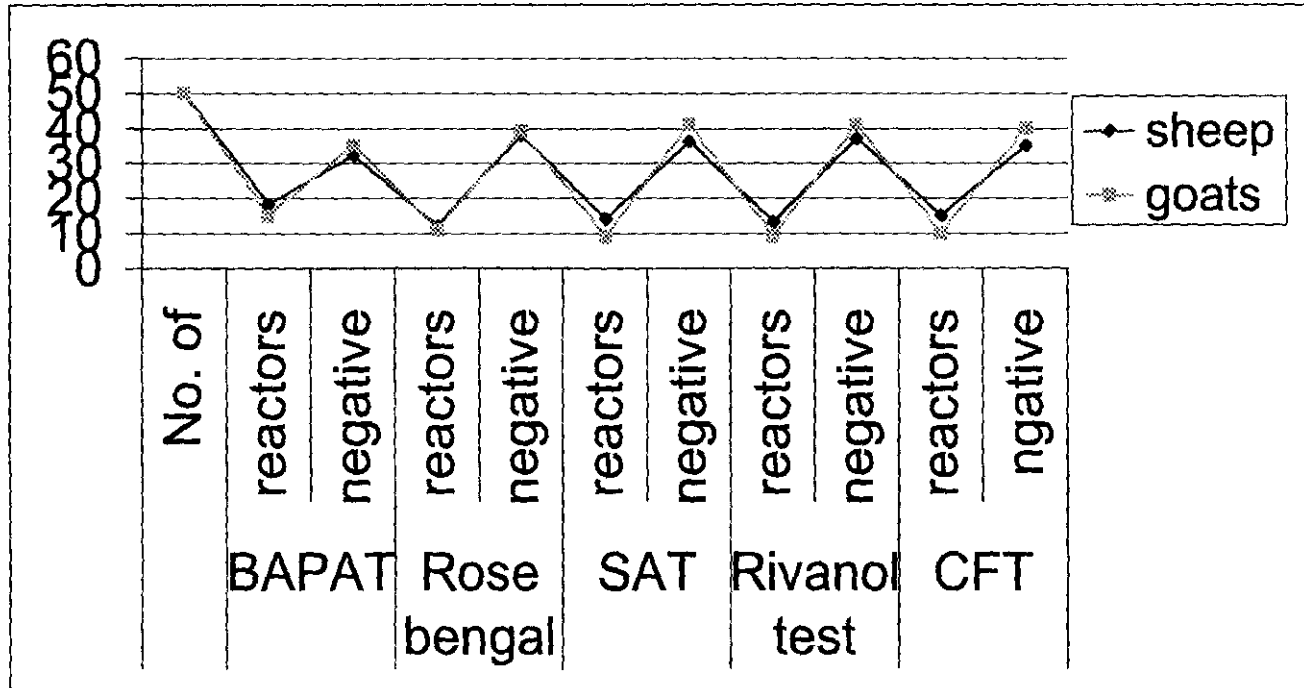 60
50
40
30
20
10
0
sheep
goats
No. of
reactors
negative
reactors
negative
reactors
negative
reactors
negative
reactors
ngative
BAPAT
Rose
bengal
SAT
Rivanol
test
CFT